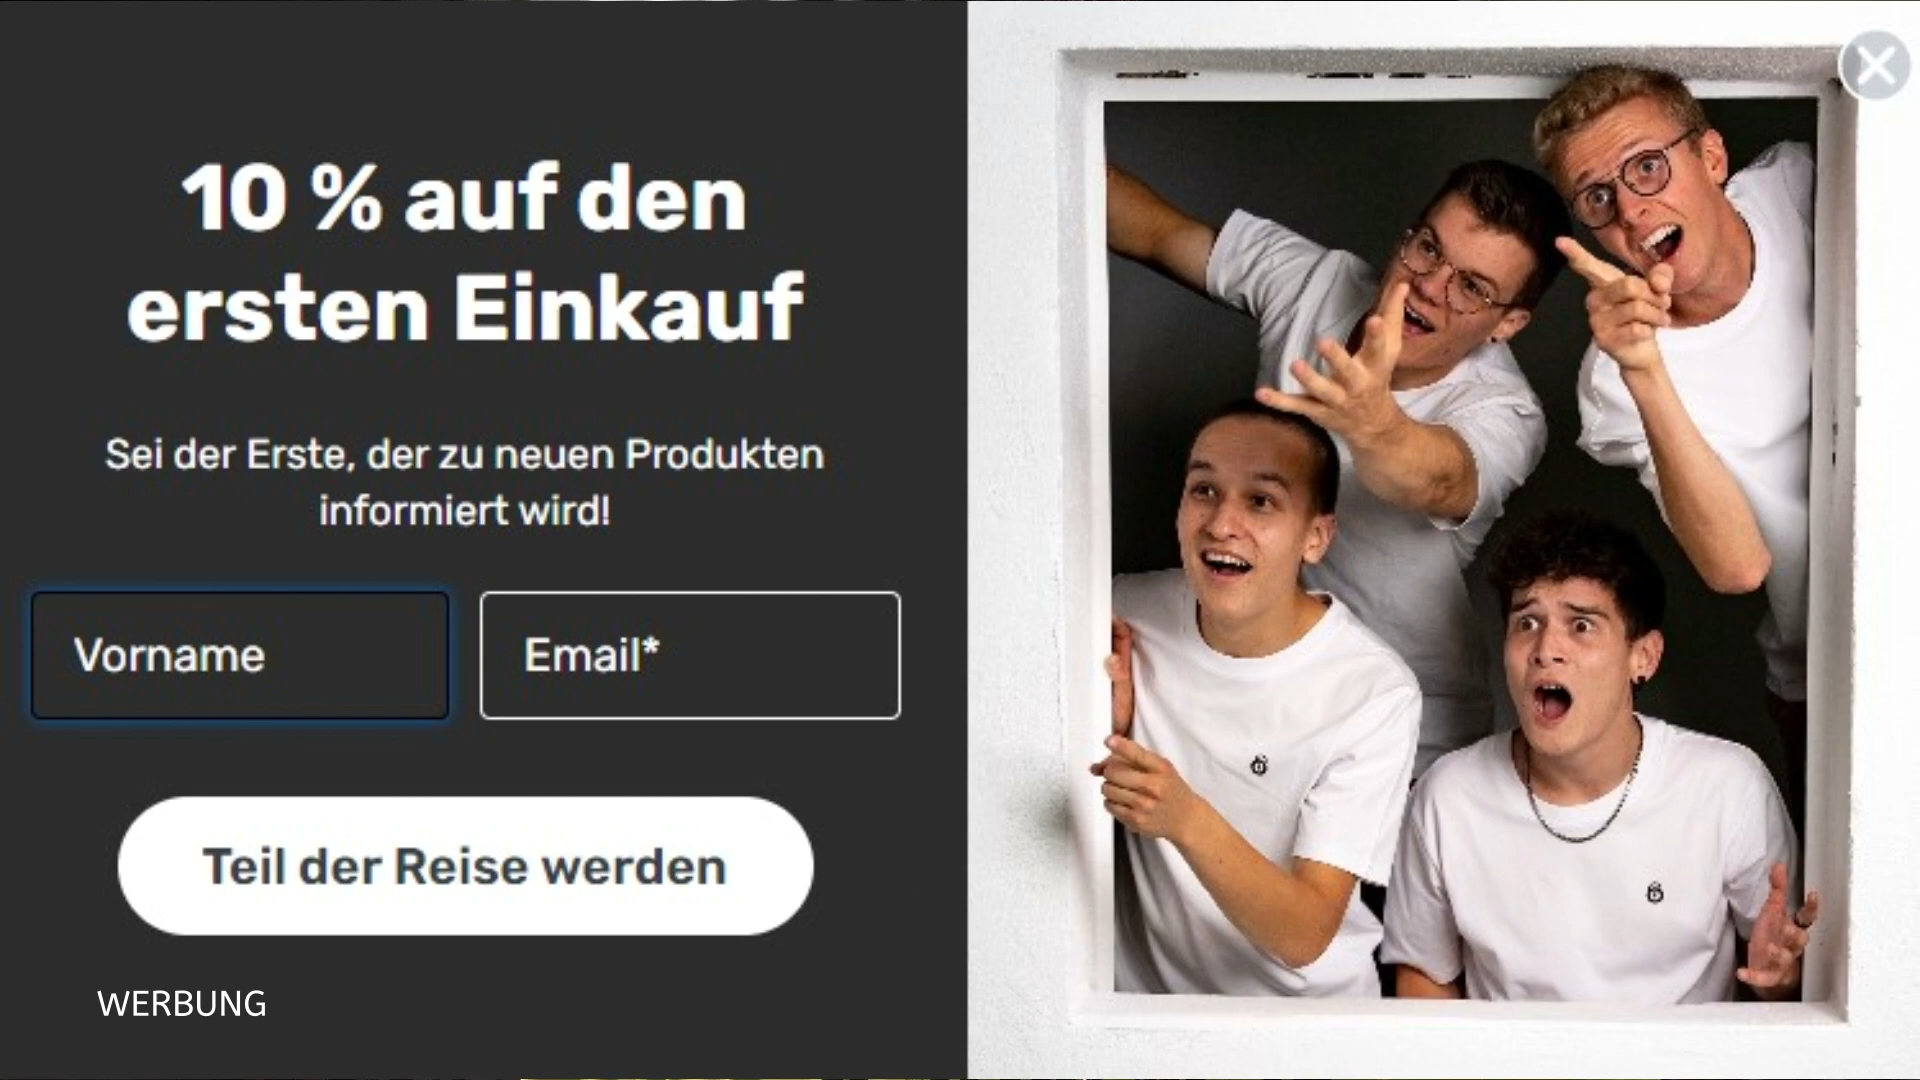 10 % auf den
ersten Einkauf
Sei der Erste, der zu neuen Produkten
informiert wird!
Vorname
Email*
Teil der Reise werden
WERBUNG